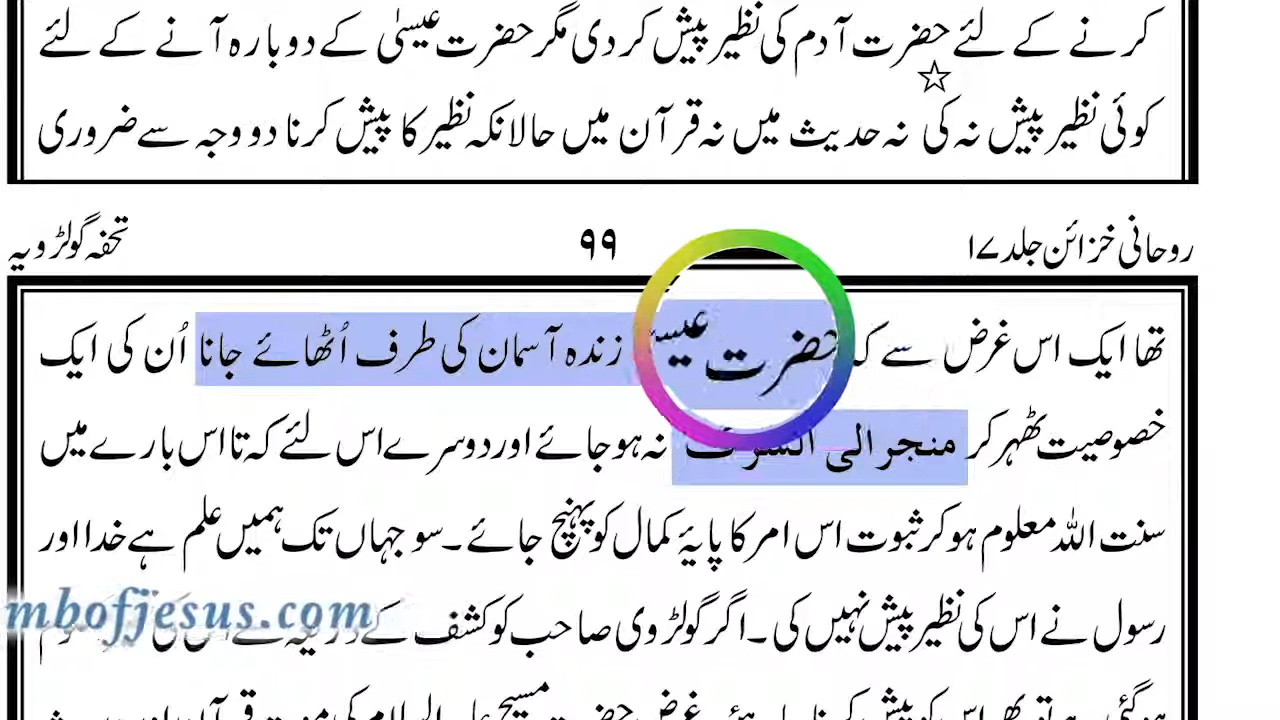 کرنے کے لئے حضرت آدم کی نظیر پیش کر دی مگر حضرت عیسیٰ کے دوبارہ آنے کے لئے
کوئی نظیر پیش نہ کی ☆ نہ حدیث میں نہ قرآن میں حالانکہ نظیر کا پیش کرنا دو وجہ سے ضروری
روحانی خزائن جلد ۱۷ ۹۹ تحفہ گولڑویہ
تھا ایک اس غرض سے کہ حضرت عیسیٰ زندہ آسمان کی طرف اُٹھائے جانا اُن کی ایک
خصوصیت ٹھہر کر منجر الی الشرک نہ ہو جائے اور دوسرے اس لئے کہ تا اس بارے میں
سنت اللہ معلوم ہو کر ثبوت اس امر کا پایۂ کمال کو پہنچ جائے۔ سو جہاں تک ہمیں علم ہے خدا اور
رسول نے اس کی نظیر پیش نہیں کی۔ اگر گولڑوی صاحب کو کشف کے
mbofjesus.com